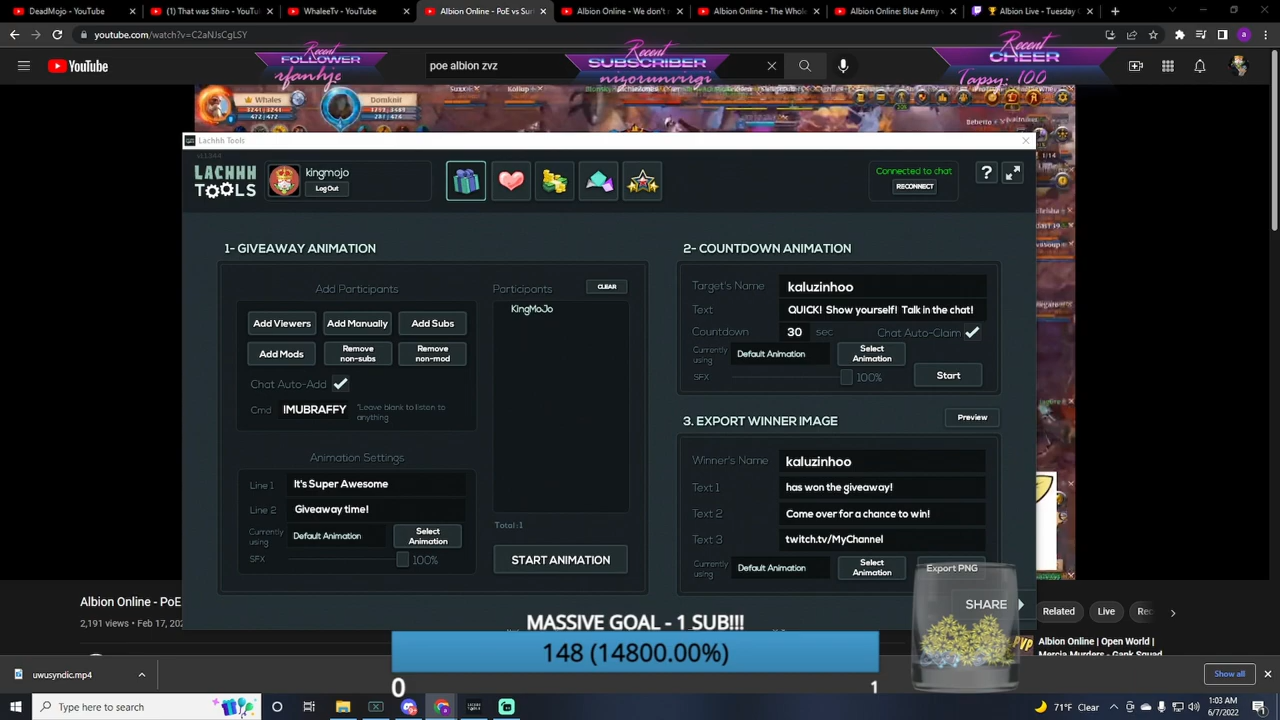 DeadMojo - YouTube
(1) That was Shiro - YouTube
WhaleeTv - YouTube
Albion Online - PoE vs Su
Albion Online - We don't
Albion Online - The Whole
Albion Online: Blue Army v
Albion Live - Tuesday
youtube.com/watch?v=C2aNJsCgLSY
Recent FOLLOWER
rfanhje
Recent SUBSCRIBER
niyorunvirgi
Recent CHEER
Tapsy: 100
YouTube
poe albion zvz
Whales
Domknif
Lachhh Tools
LACHHH TOOLS
kingmojo
Log Out
Connected to chat
RECONNECT
?
1- GIVEAWAY ANIMATION
Add Participants
Add Viewers
Add Manually
Add Subs
Add Mods
Remove non-subs
Remove non-mod
Chat Auto-Add
Cmd
IMUBRAFFY
*Leave blank to listen to anything
Animation Settings
Line 1
It's Super Awesome
Line 2
Giveaway time!
Currently using
Default Animation
Select Animation
SFX
100%
Participants
CLEAR
KingMoJo
Total:1
START ANIMATION
2- COUNTDOWN ANIMATION
Target's Name
kaluzinhoo
Text
QUICK! Show yourself! Talk in the chat!
Countdown
30 sec
Chat Auto-Claim
Currently using
Default Animation
Select Animation
SFX
100%
Start
3. EXPORT WINNER IMAGE
Preview
Winner's Name
kaluzinhoo
Text 1
has won the giveaway!
Text 2
Come over for a chance to win!
Text 3
twitch.tv/MyChannel
Currently using
Default Animation
Select Animation
Export PNG
Albion Online - PoE
2,191 views • Feb 17, 202
SHARE
Related
Live
Albion Online | Open World |
Mercia Murders - Gank Squad
MASSIVE GOAL - 1 SUB!!!
148 (14800.00%)
0
1
uwusyndic.mp4
Show all
Type here to search
71°F Clear
1:03 AM
6/7/2022